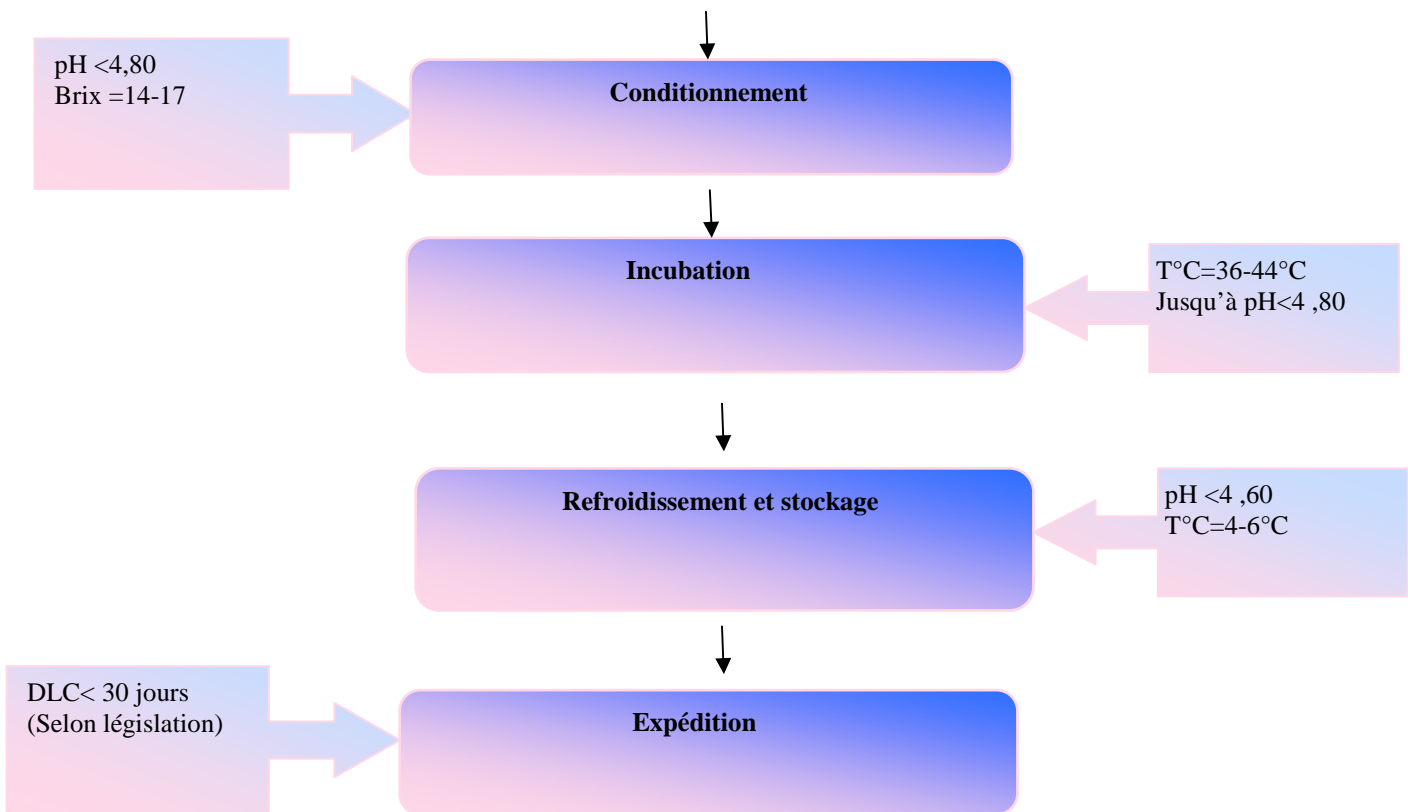 pH <4,80
Brix =14-17
Conditionnement
Incubation
T°C=36-44°C
Jusqu’à pH<4 ,80
Refroidissement et stockage
pH <4 ,60
T°C=4-6°C
DLC< 30 jours
(Selon législation)
Expédition